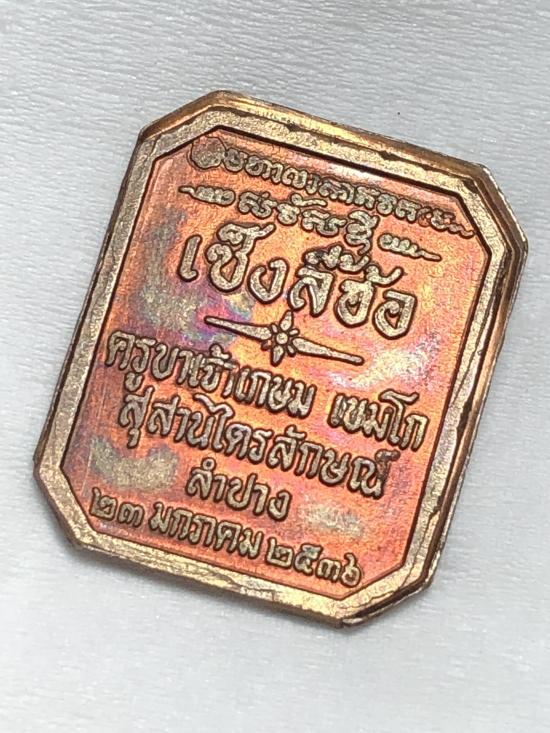 เซ็งลี้ฮ้อ
ครูบาเจ้าเกษม เขมโก
สุสานไตรลักษณ์
ลำปาง
๒๓ มกราคม ๒๕๓๖